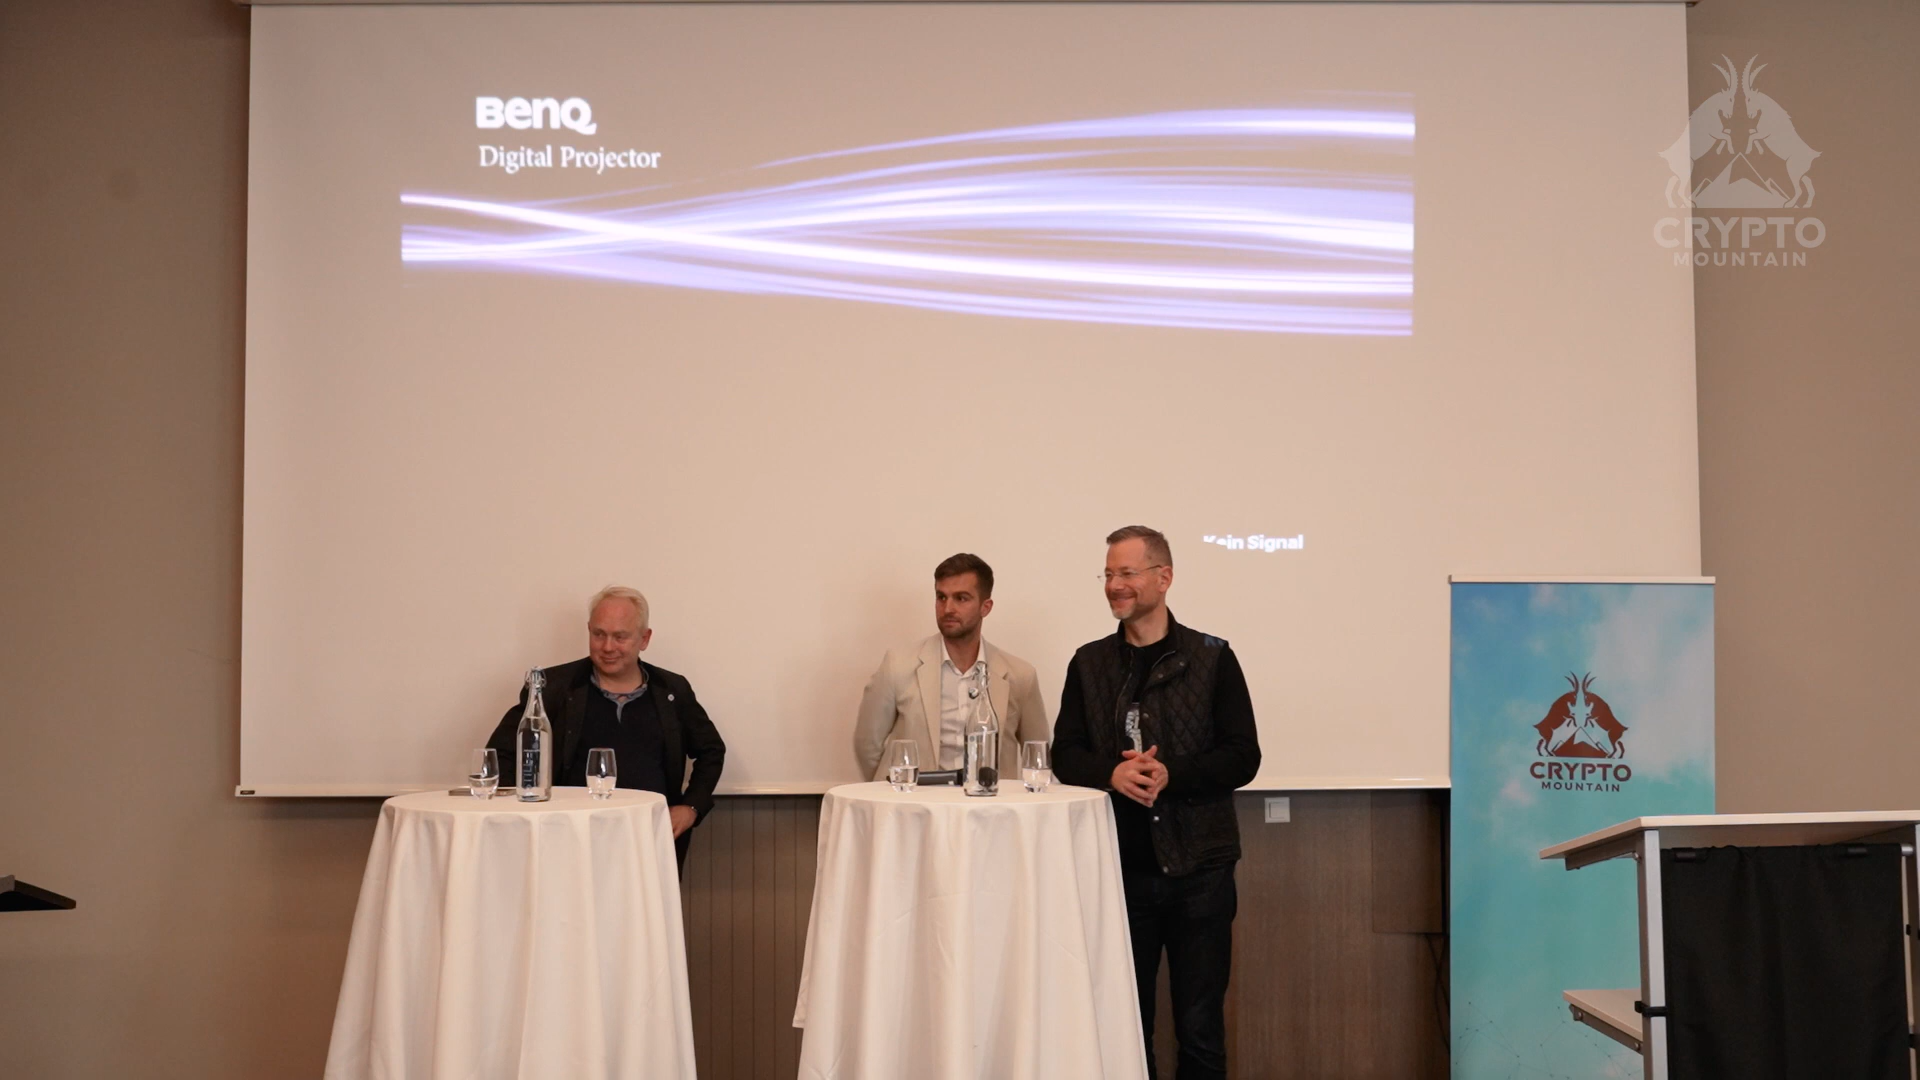 BenQ
Digital Projector
CRYPTO
MOUNTAIN
Kein Signal
CRYPTO
MOUNTAIN